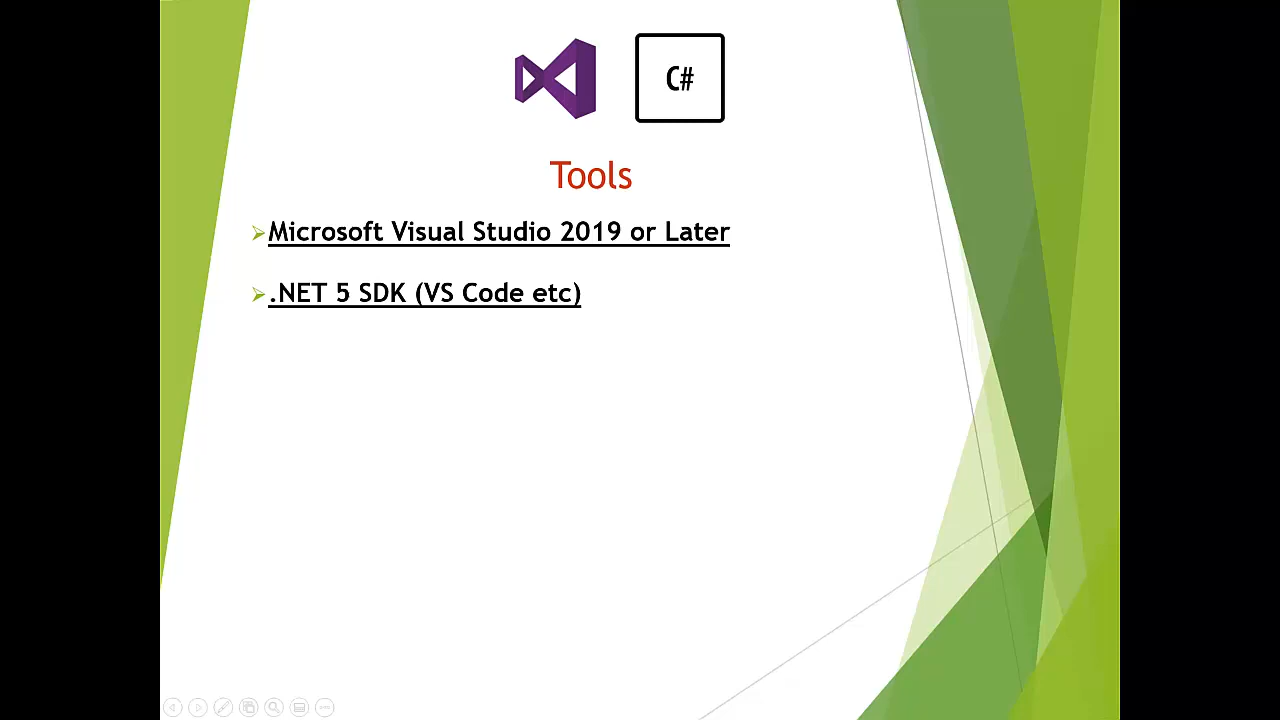 C#
Tools
Microsoft Visual Studio 2019 or Later
.NET 5 SDK (VS Code etc)